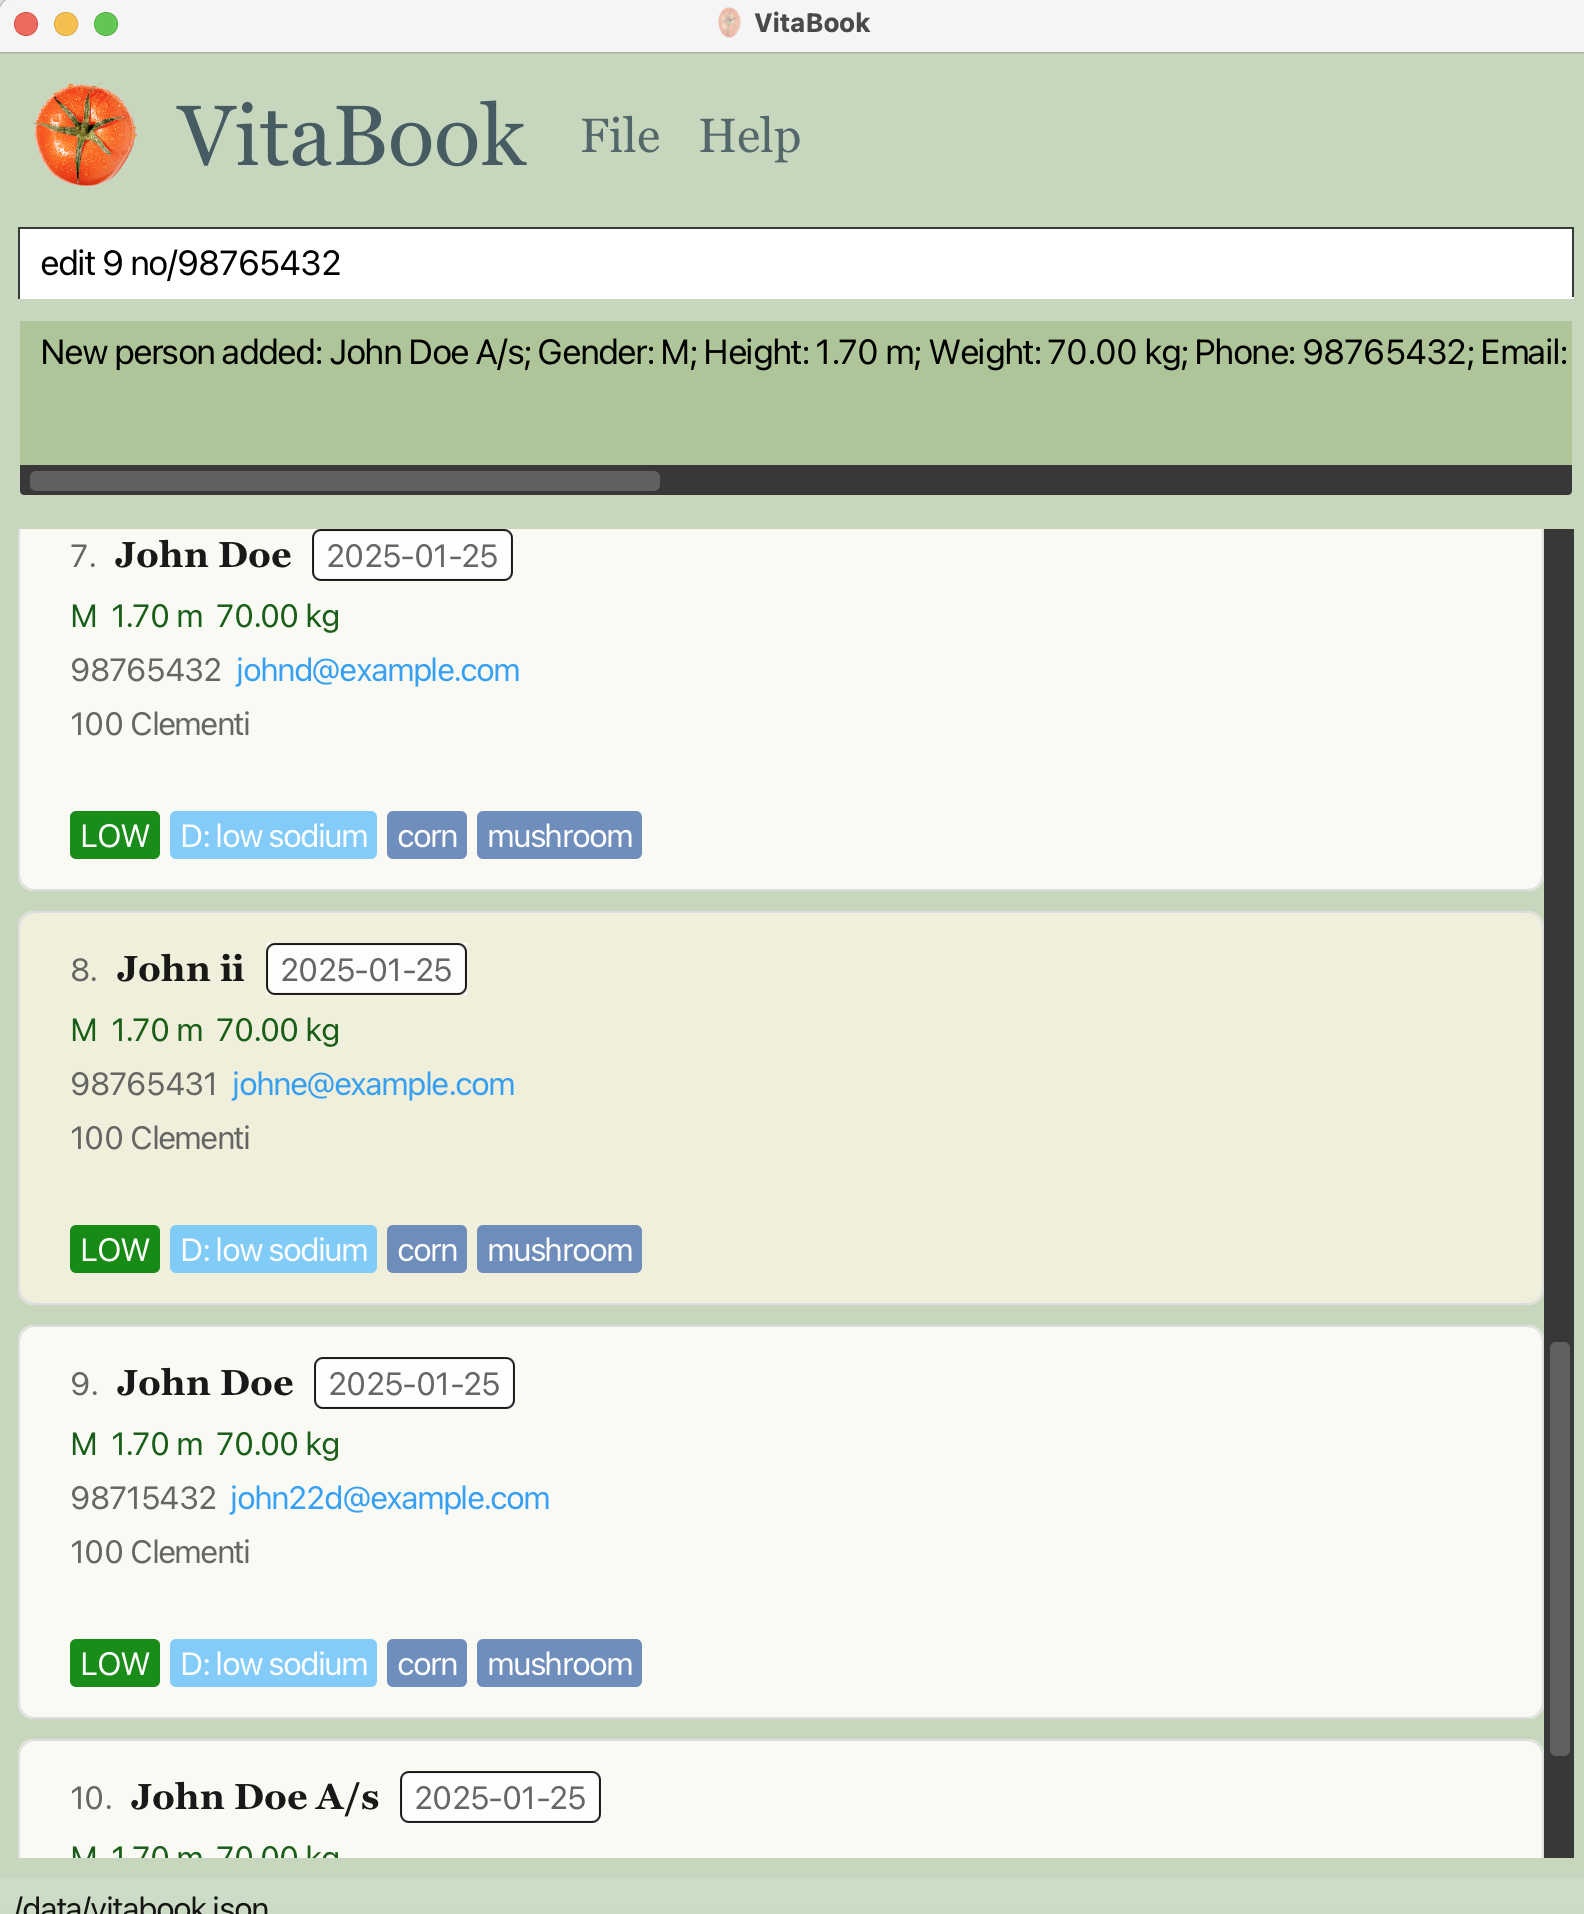 VitaBook
VitaBook File Help
edit 9 no/98765432
New person added: John Doe A/s; Gender: M; Height: 1.70 m; Weight: 70.00 kg; Phone: 98765432; Email:
7. John Doe 2025-01-25
M 1.70 m 70.00 kg
98765432 johnd@example.com
100 Clementi
LOW D: low sodium corn mushroom
8. John ii 2025-01-25
M 1.70 m 70.00 kg
98765431 johne@example.com
100 Clementi
LOW D: low sodium corn mushroom
9. John Doe 2025-01-25
M 1.70 m 70.00 kg
98715432 john22d@example.com
100 Clementi
LOW D: low sodium corn mushroom
10. John Doe A/s 2025-01-25
M 1.70 m 70.00 kg
/data/vitabook.json